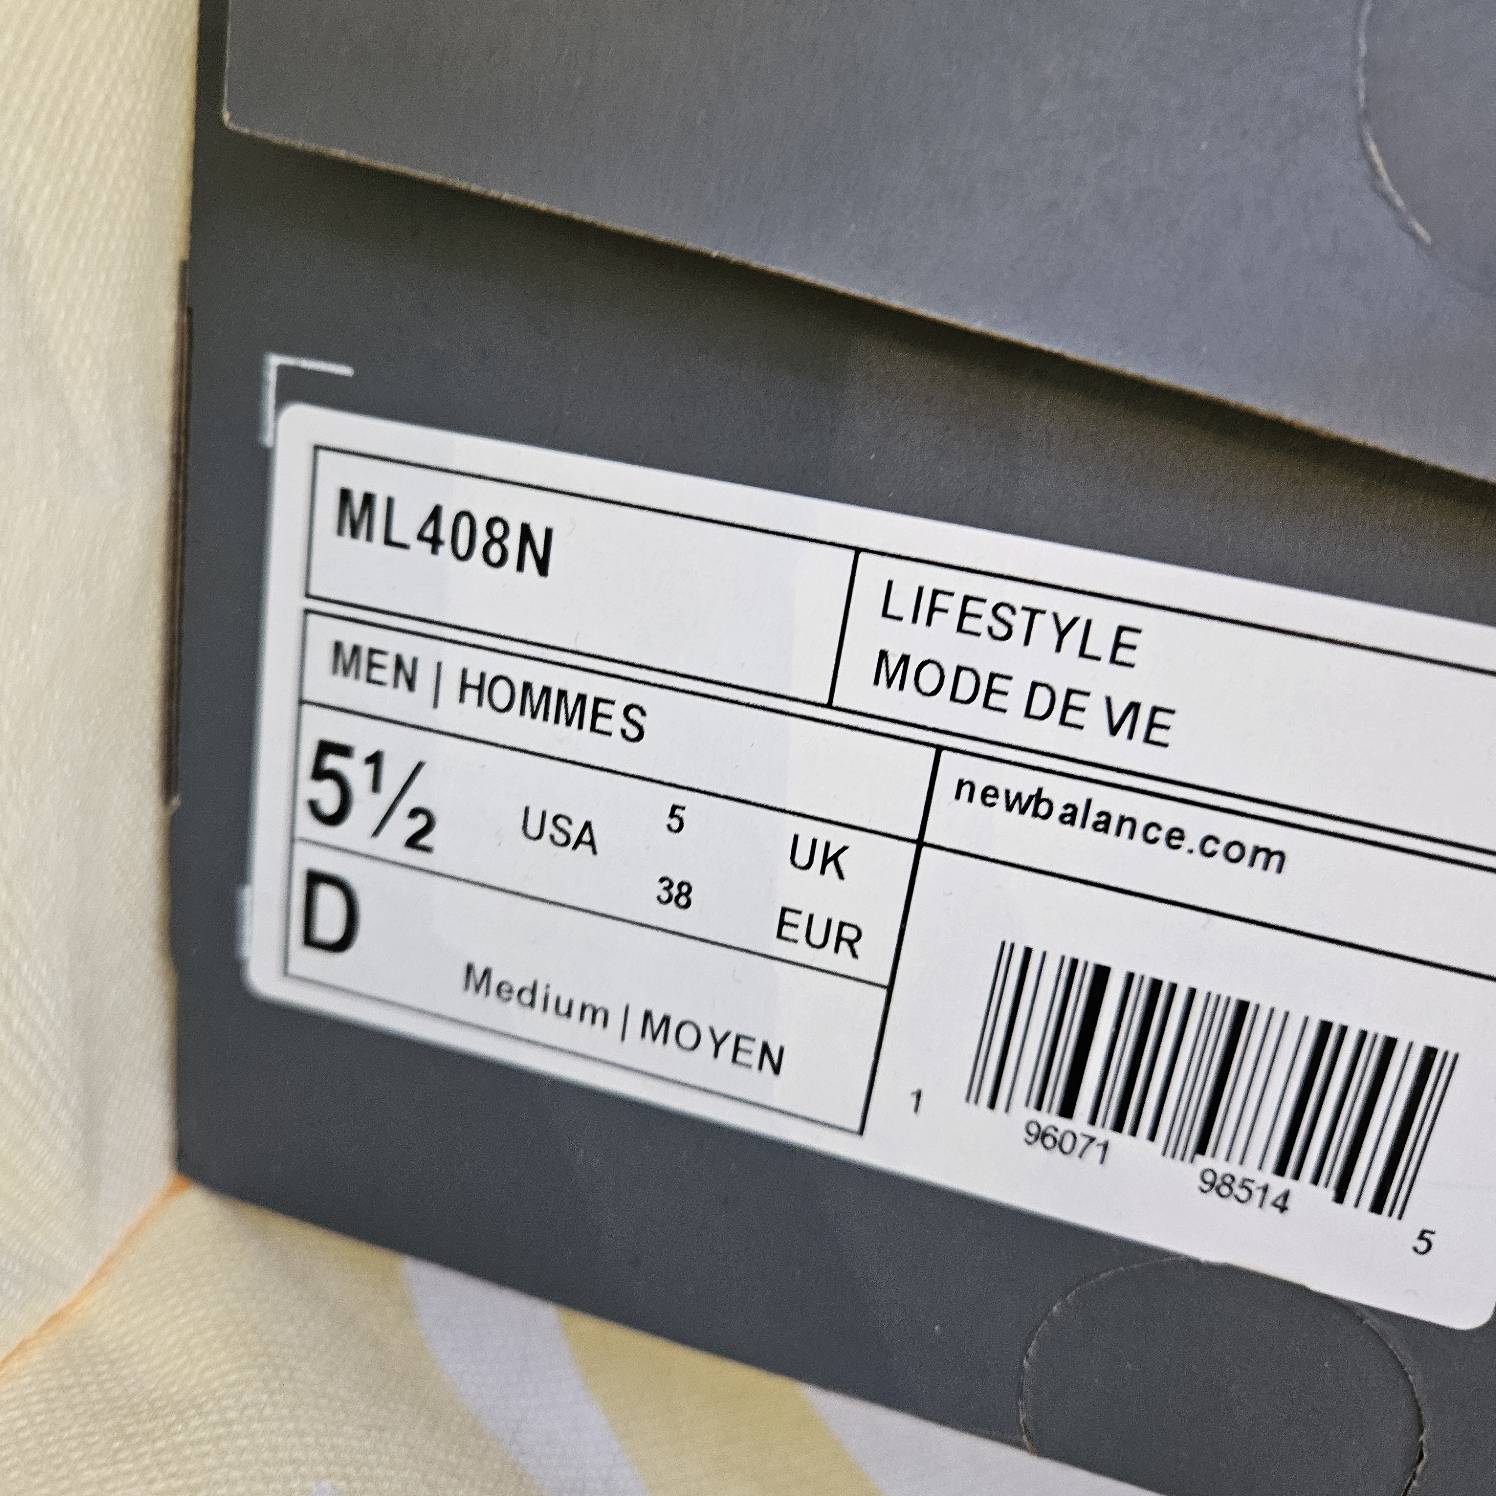 ML408N
LIFESTYLE
MODE DE VIE
MEN | HOMMES
newbalance.com
5½ USA 5 UK
38 EUR
D
Medium | MOYEN
1 96071 98514 5